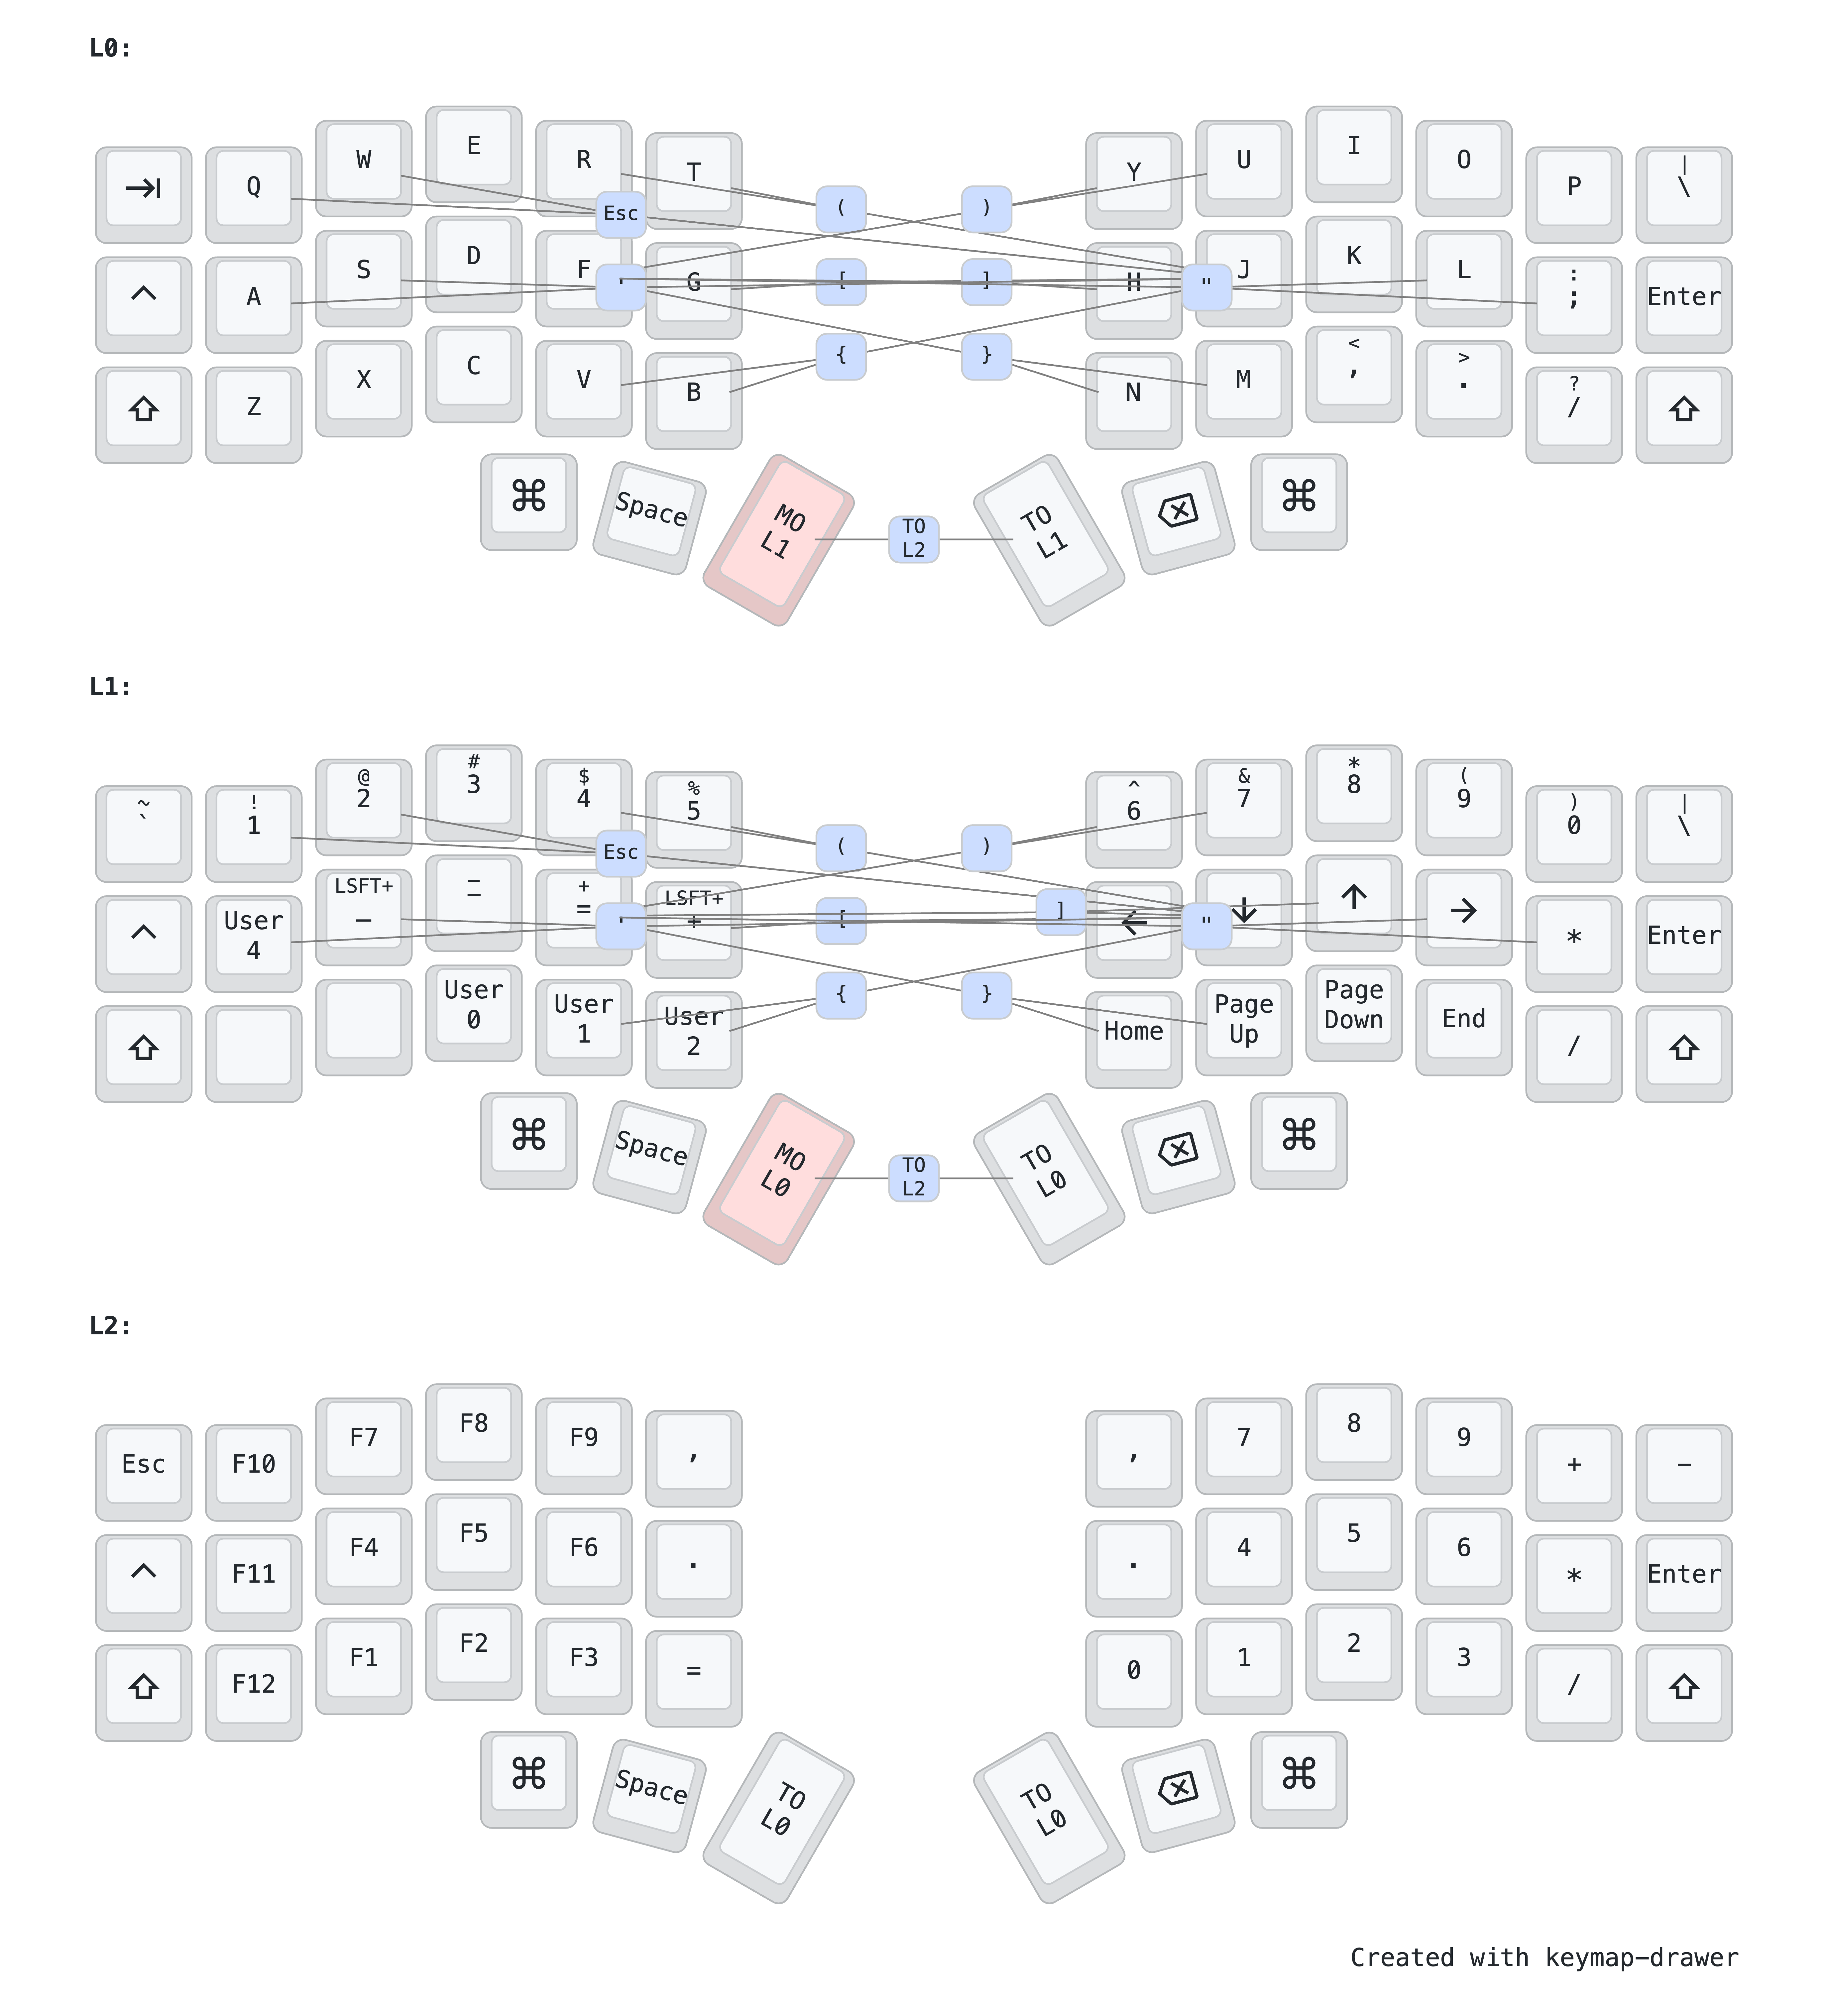 L0:
⇥ Q W E R T Y U I O P |
\
Esc ( )
^ A S D F G H J K L :
; Enter
' [ ] "
⇧ Z X C V B N M <
, >
. ?
/ ⇧
{ }
⌘ Space MO
L1 TO
L2 TO
L1 ⌫ ⌘
L1:
~
` !
1 @
2 #
3 $
4 %
5 ^
6 &
7 *
8 (
9 )
0 |
\
Esc ( )
^ User
4 LSFT+
– _
– +
= LSFT+
+ ← ↓ ↑ → * Enter
' [ ] "
⇧ User
0 User
1 User
2 Home Page
Up Page
Down End / ⇧
{ }
⌘ Space MO
L0 TO
L2 TO
L0 ⌫ ⌘
L2:
Esc F10 F7 F8 F9 , , 7 8 9 + −
^ F11 F4 F5 F6 . . 4 5 6 * Enter
⇧ F12 F1 F2 F3 = 0 1 2 3 / ⇧
⌘ Space TO
L0 TO
L0 ⌫ ⌘
Created with keymap-drawer